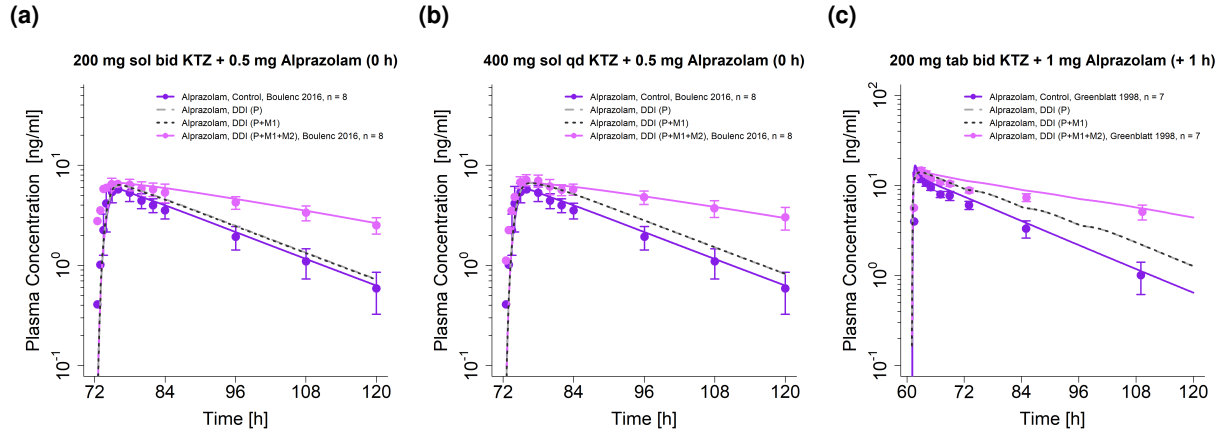 (a)
200 mg sol bid KTZ + 0.5 mg Alprazolam (0 h)
Alprazolam, Control, Boulenc 2016, n = 8
Alprazolam, DDI (P)
Alprazolam, DDI (P+M1)
Alprazolam, DDI (P+M1+M2), Boulenc 2016, n = 8
Plasma Concentration [ng/ml]
10^1
10^0
10^-1
72 84 96 108 120
Time [h]
(b)
400 mg sol qd KTZ + 0.5 mg Alprazolam (0 h)
Alprazolam, Control, Boulenc 2016, n = 8
Alprazolam, DDI (P)
Alprazolam, DDI (P+M1)
Alprazolam, DDI (P+M1+M2), Boulenc 2016, n = 8
Plasma Concentration [ng/ml]
10^1
10^0
10^-1
72 84 96 108 120
Time [h]
(c)
200 mg tab bid KTZ + 1 mg Alprazolam (+ 1 h)
Alprazolam, Control, Greenblatt 1998, n = 7
Alprazolam, DDI (P)
Alprazolam, DDI (P+M1)
Alprazolam, DDI (P+M1+M2), Greenblatt 1998, n = 7
Plasma Concentration [ng/ml]
10^2
10^1
10^0
10^-1
60 72 84 96 108 120
Time [h]